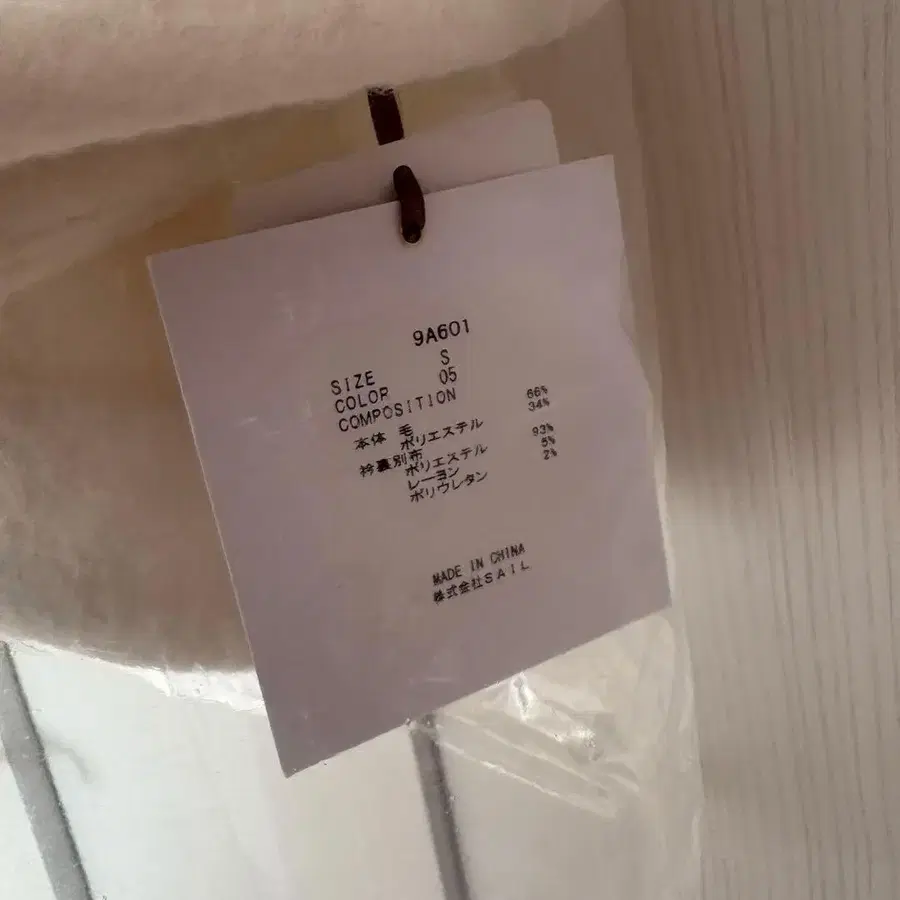 9A601
SIZE S
COLOR 05
COMPOSITION
本体 毛 66%
ポリエステル 34%
衿裏別布
ポリエステル 93%
レーヨン 5%
ポリウレタン 2%
MADE IN CHINA
株式会社SAIL